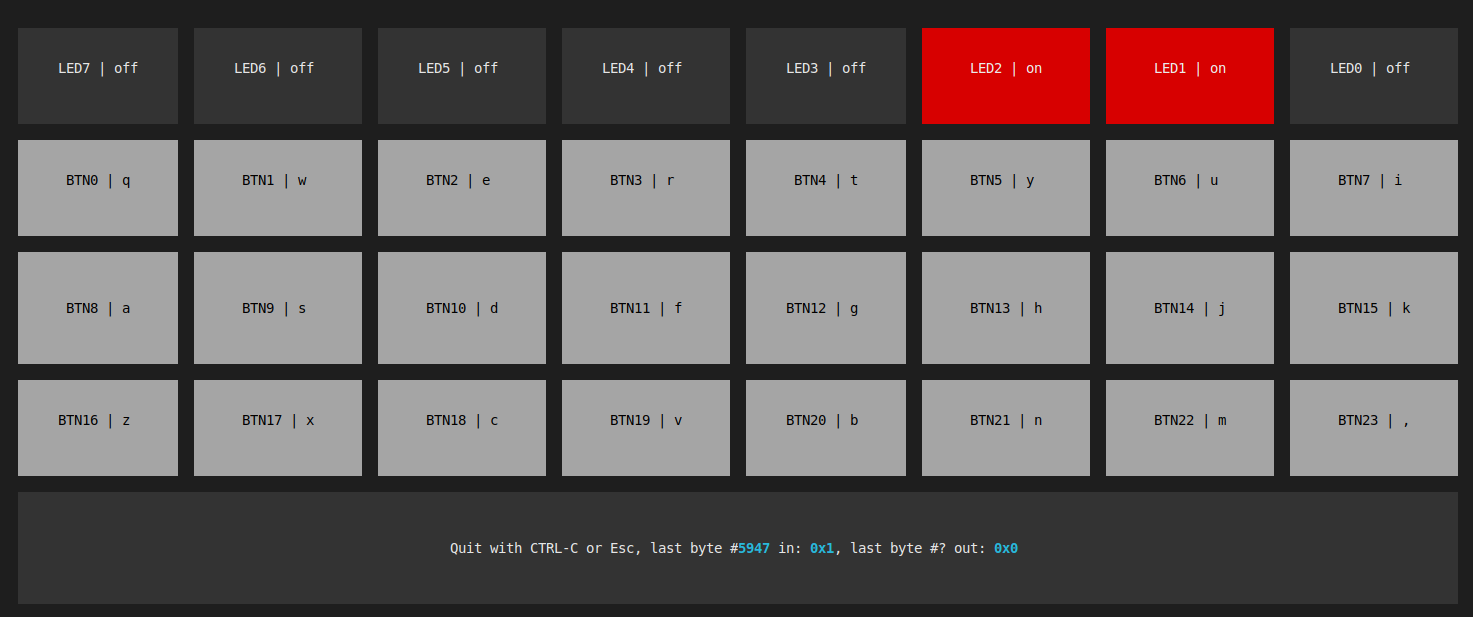 LED7 | off LED6 | off LED5 | off LED4 | off LED3 | off LED2 | on LED1 | on LED0 | off
BTN0 | q BTN1 | w BTN2 | e BTN3 | r BTN4 | t BTN5 | y BTN6 | u BTN7 | i
BTN8 | a BTN9 | s BTN10 | d BTN11 | f BTN12 | g BTN13 | h BTN14 | j BTN15 | k
BTN16 | z BTN17 | x BTN18 | c BTN19 | v BTN20 | b BTN21 | n BTN22 | m BTN23 | ,
Quit with CTRL-C or Esc, last byte #5947 in: 0x1, last byte #? out: 0x0